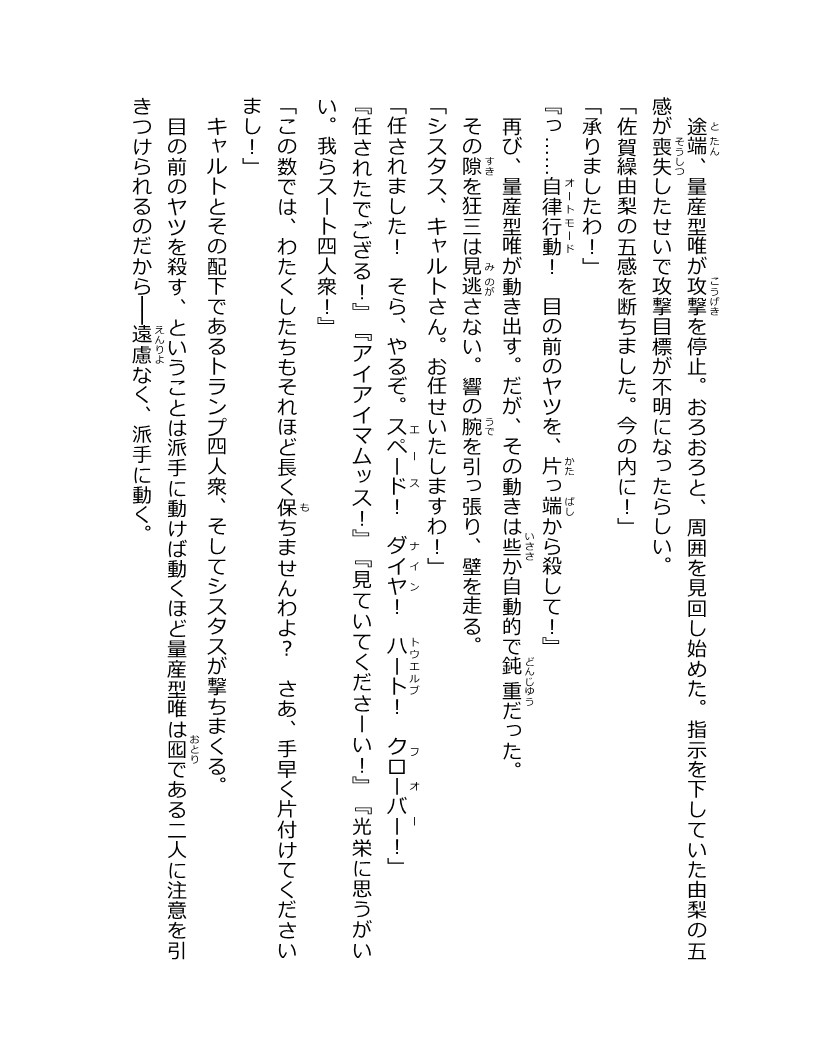 途端、量産型唯が攻撃を停止。おろおろと、周囲を見回し始めた。指示を下していた由梨の五
感が喪失したせいで攻撃目標が不明になったらしい。
「佐賀繰由梨の五感を断ちました。今の内に！」
「承りましたわ！」
『っ……自律行動！　目の前のヤツを、片っ端から殺して！』
再び、量産型唯が動き出す。だが、その動きは些か自動的で鈍重だった。
その隙を狂三は見逃さない。響の腕を引っ張り、壁を走る。
「シスタス、キャルトさん。お任せいたしますわ！」
「任されました！　そら、やるぞ。スペード！　ダイヤ！　ハート！　クローバー！」
『任されたでござる！』『アイアイマムッス！』『見ていてくださーい！』『光栄に思うがい
い。我らスート四人衆！』
「この数では、わたくしたちもそれほど長く保ちませんわよ？　さあ、手早く片付けてください
まし！」
キャルトとその配下であるトランプ四人衆、そしてシスタスが撃ちまくる。
目の前のヤツを殺す、ということは派手に動けば動くほど量産型唯は囮である二人に注意を引
きつけられるのだから──遠慮なく、派手に動く。